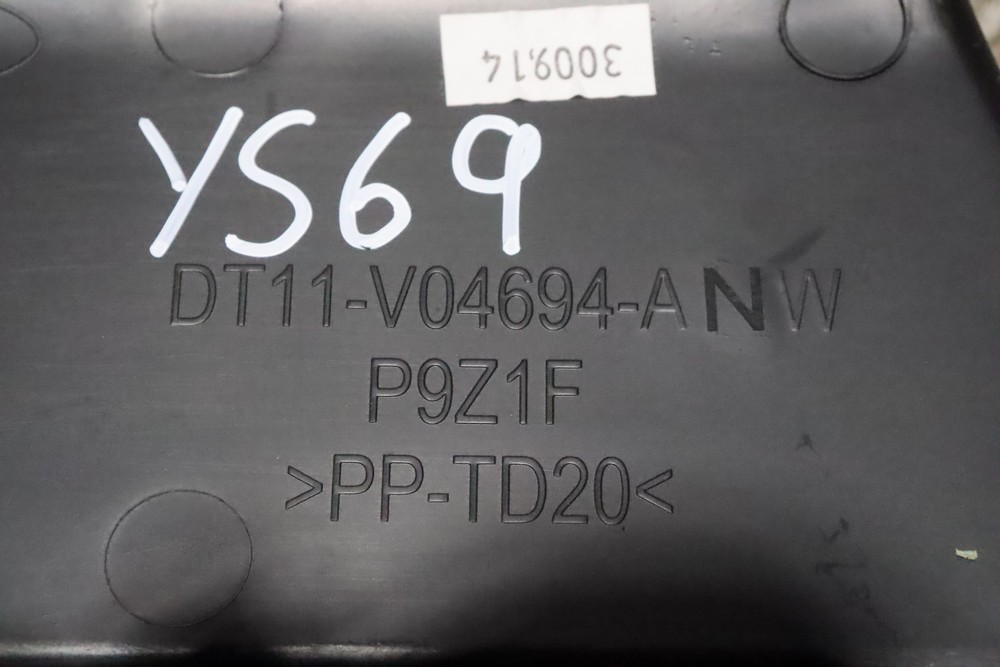 3009.14
YS69
DT11-V04694-ANW
P9Z1F
>PP-TD20<